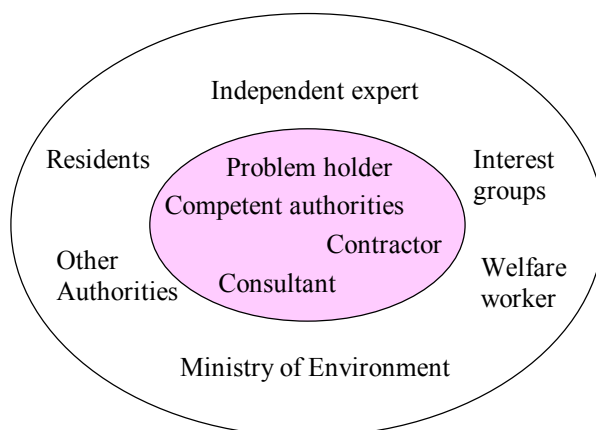 Independent expert
Residents
Interest
groups
Problem holder
Competent authorities
Contractor
Consultant
Other
Authorities
Welfare
worker
Ministry of Environment